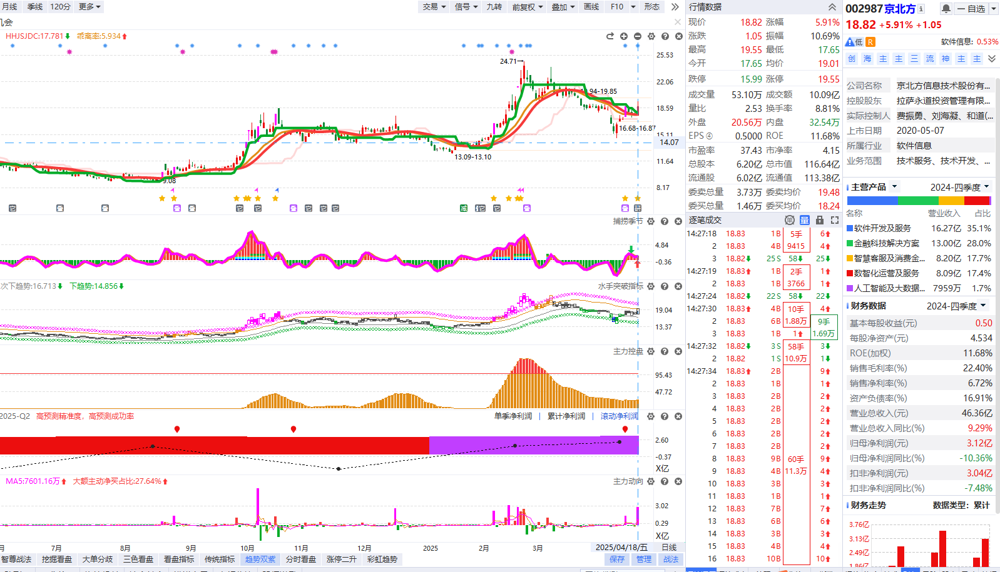 月线 季线 120分 更多 交易 信号 九转 前复权 叠加 画线 F10 形态
机会
HHJSJDC:17.781 乖离率:5.934
25.53
24.71
22.06
.94-19.85
18.59
16.68-16.87
15.11
14.07
13.09-13.10
11.64
9.08
8.17
捕捞季节
4.84
-0.36
次下趋势:16.713 下趋势:14.856 水手突破指标
19.04
13.37
主力控盘
95.43
47.72
2025-Q2 高预测精准度，高预测成功率 单季净利润 | 累计净利润 | 滚动净利润
2.60
-0.37
X亿
MA5:7601.16万 大额主动净买占比:27.64% 主力动向
3.02
0.29
X亿
月 7月 8月 9月 10月 11月 12月 2025 2月 3月 2025/04/18/五 日线
智尊战法 挖掘看盘 大单分歧 三色看盘 看盘指标 传统指标 趋势双紫 分时看盘 涨停二升 彩虹趋势 保存 管理 战法
行情数据
现价 18.82 涨幅 5.91%
涨跌 1.05 振幅 10.69%
最高 19.55 最低 17.65
今开 17.65 均价 19.01
跌停 15.99 涨停 19.55
成交量 53.10万 成交额 10.09亿
量比 2.53 换手率 8.81%
外盘 20.56万 内盘 32.54万
EPS④ 0.5000 ROE 11.68%
市盈率 37.43 市净率 4.15
总股本 6.20亿 总市值 116.64亿
流通股 6.02亿 流通值 113.38亿
委卖总量 3.73万 委卖均价 19.48
委买总量 1.46万 委买均价 18.24
逐笔成交 量
14:27:18 18.83 1B 5手 6
2 18.83 4B 9415 4
3 18.82 25S 58 25
14:27:19 18.83 1B 2手 1
2 18.83 1B 3766 1
14:27:24 18.82 22S 58 22
14:27:30 18.83 4B 10手 4
2 18.83 6B 1.88万 9手
3 18.83 1B 1 1.69万
14:27:32 18.82 3S 58手 3
2 18.82 1S 10.9万 1
14:27:34 18.83 2B 9
2 18.83 1B 1
3 18.83 2B 2
4 18.83 2B 2
5 18.83 2B 2
6 18.83 2B 2
7 18.83 2B 2
8 18.83 9B 60手 9
9 18.83 4B 11.3万 4
10 18.83 3B 3
11 18.83 1B 1
12 18.83 7B 7
13 18.83 6B 6
14 18.83 3B 3
15 18.83 4B 4
16 18.83 10B 10
002987京北方 自选
18.82 +5.91% +1.05
低 R 软件信息: 0.53%
创 海 主 主 三 流 神 主 主
公司名称 京北方信息技术股份有...
控股股东 拉萨永道投资管理有限...
实际控制人 费振勇、刘海凝、和道(...
上市日期 2020-05-07
所属行业 软件信息
业务范围 技术服务、技术开发、...
主营产品 2024-四季度
名称 营业收入 占比
软件开发及服务 16.27亿 35.1%
金融科技解决方案 13.00亿 28.0%
智慧客服及消费金... 8.20亿 17.7%
数智化运营及服务 8.09亿 17.4%
人工智能及大数据... 7959万 1.7%
财务数据 2024-四季度
基本每股收益(元) 0.50
每股净资产(元) 4.534
ROE(加权) 11.68%
销售毛利率(%) 22.40%
销售净利率(%) 6.72%
资产负债率(%) 16.91%
营业总收入(元) 46.36亿
营业总收入同比(%) 9.29%
归母净利润(元) 3.12亿
归母净利润同比(%) -10.36%
扣非净利润(元) 3.04亿
扣非净利润同比(%) -7.48%
财务走势 数据类型: 累计
3.76亿
3.13亿
2.49亿
1.86亿